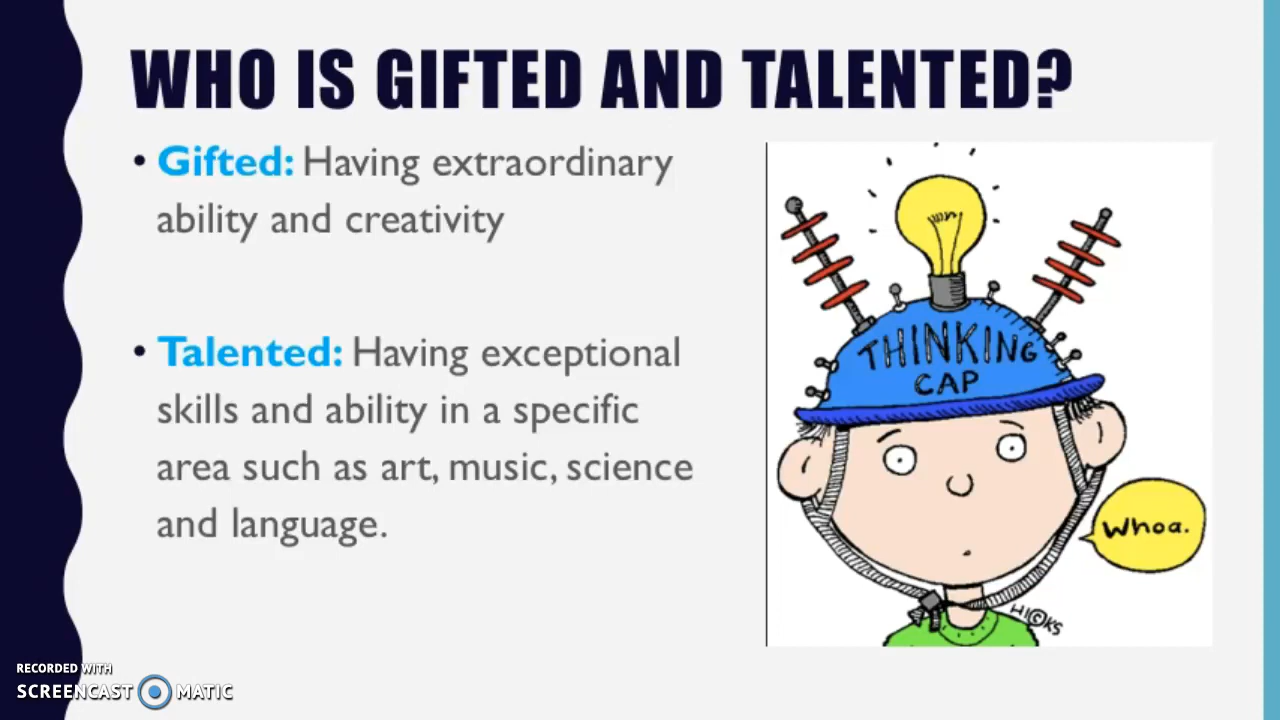 WHO IS GIFTED AND TALENTED?
• Gifted: Having extraordinary
ability and creativity
• Talented: Having exceptional
skills and ability in a specific
area such as art, music, science
and language.
THINKING
CAP
Whoa.
HICKS
RECORDED WITH
SCREENCAST MATIC